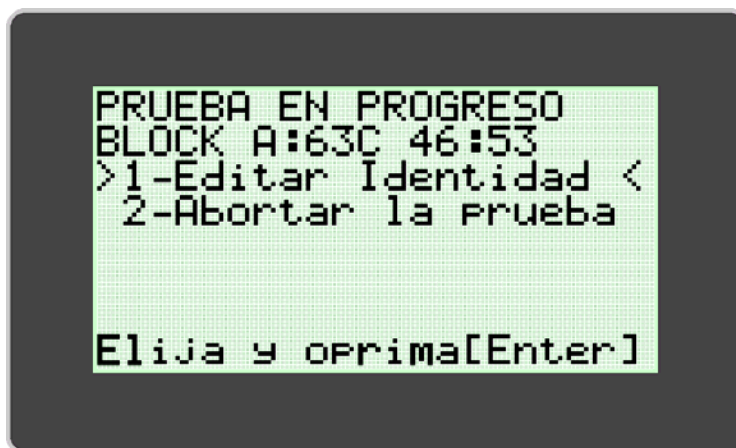 PRUEBA EN PROGRESO
BLOCK A:63C 46:53
>1-Editar Identidad <
2-Abortar la prueba
Elija y oprima[Enter]